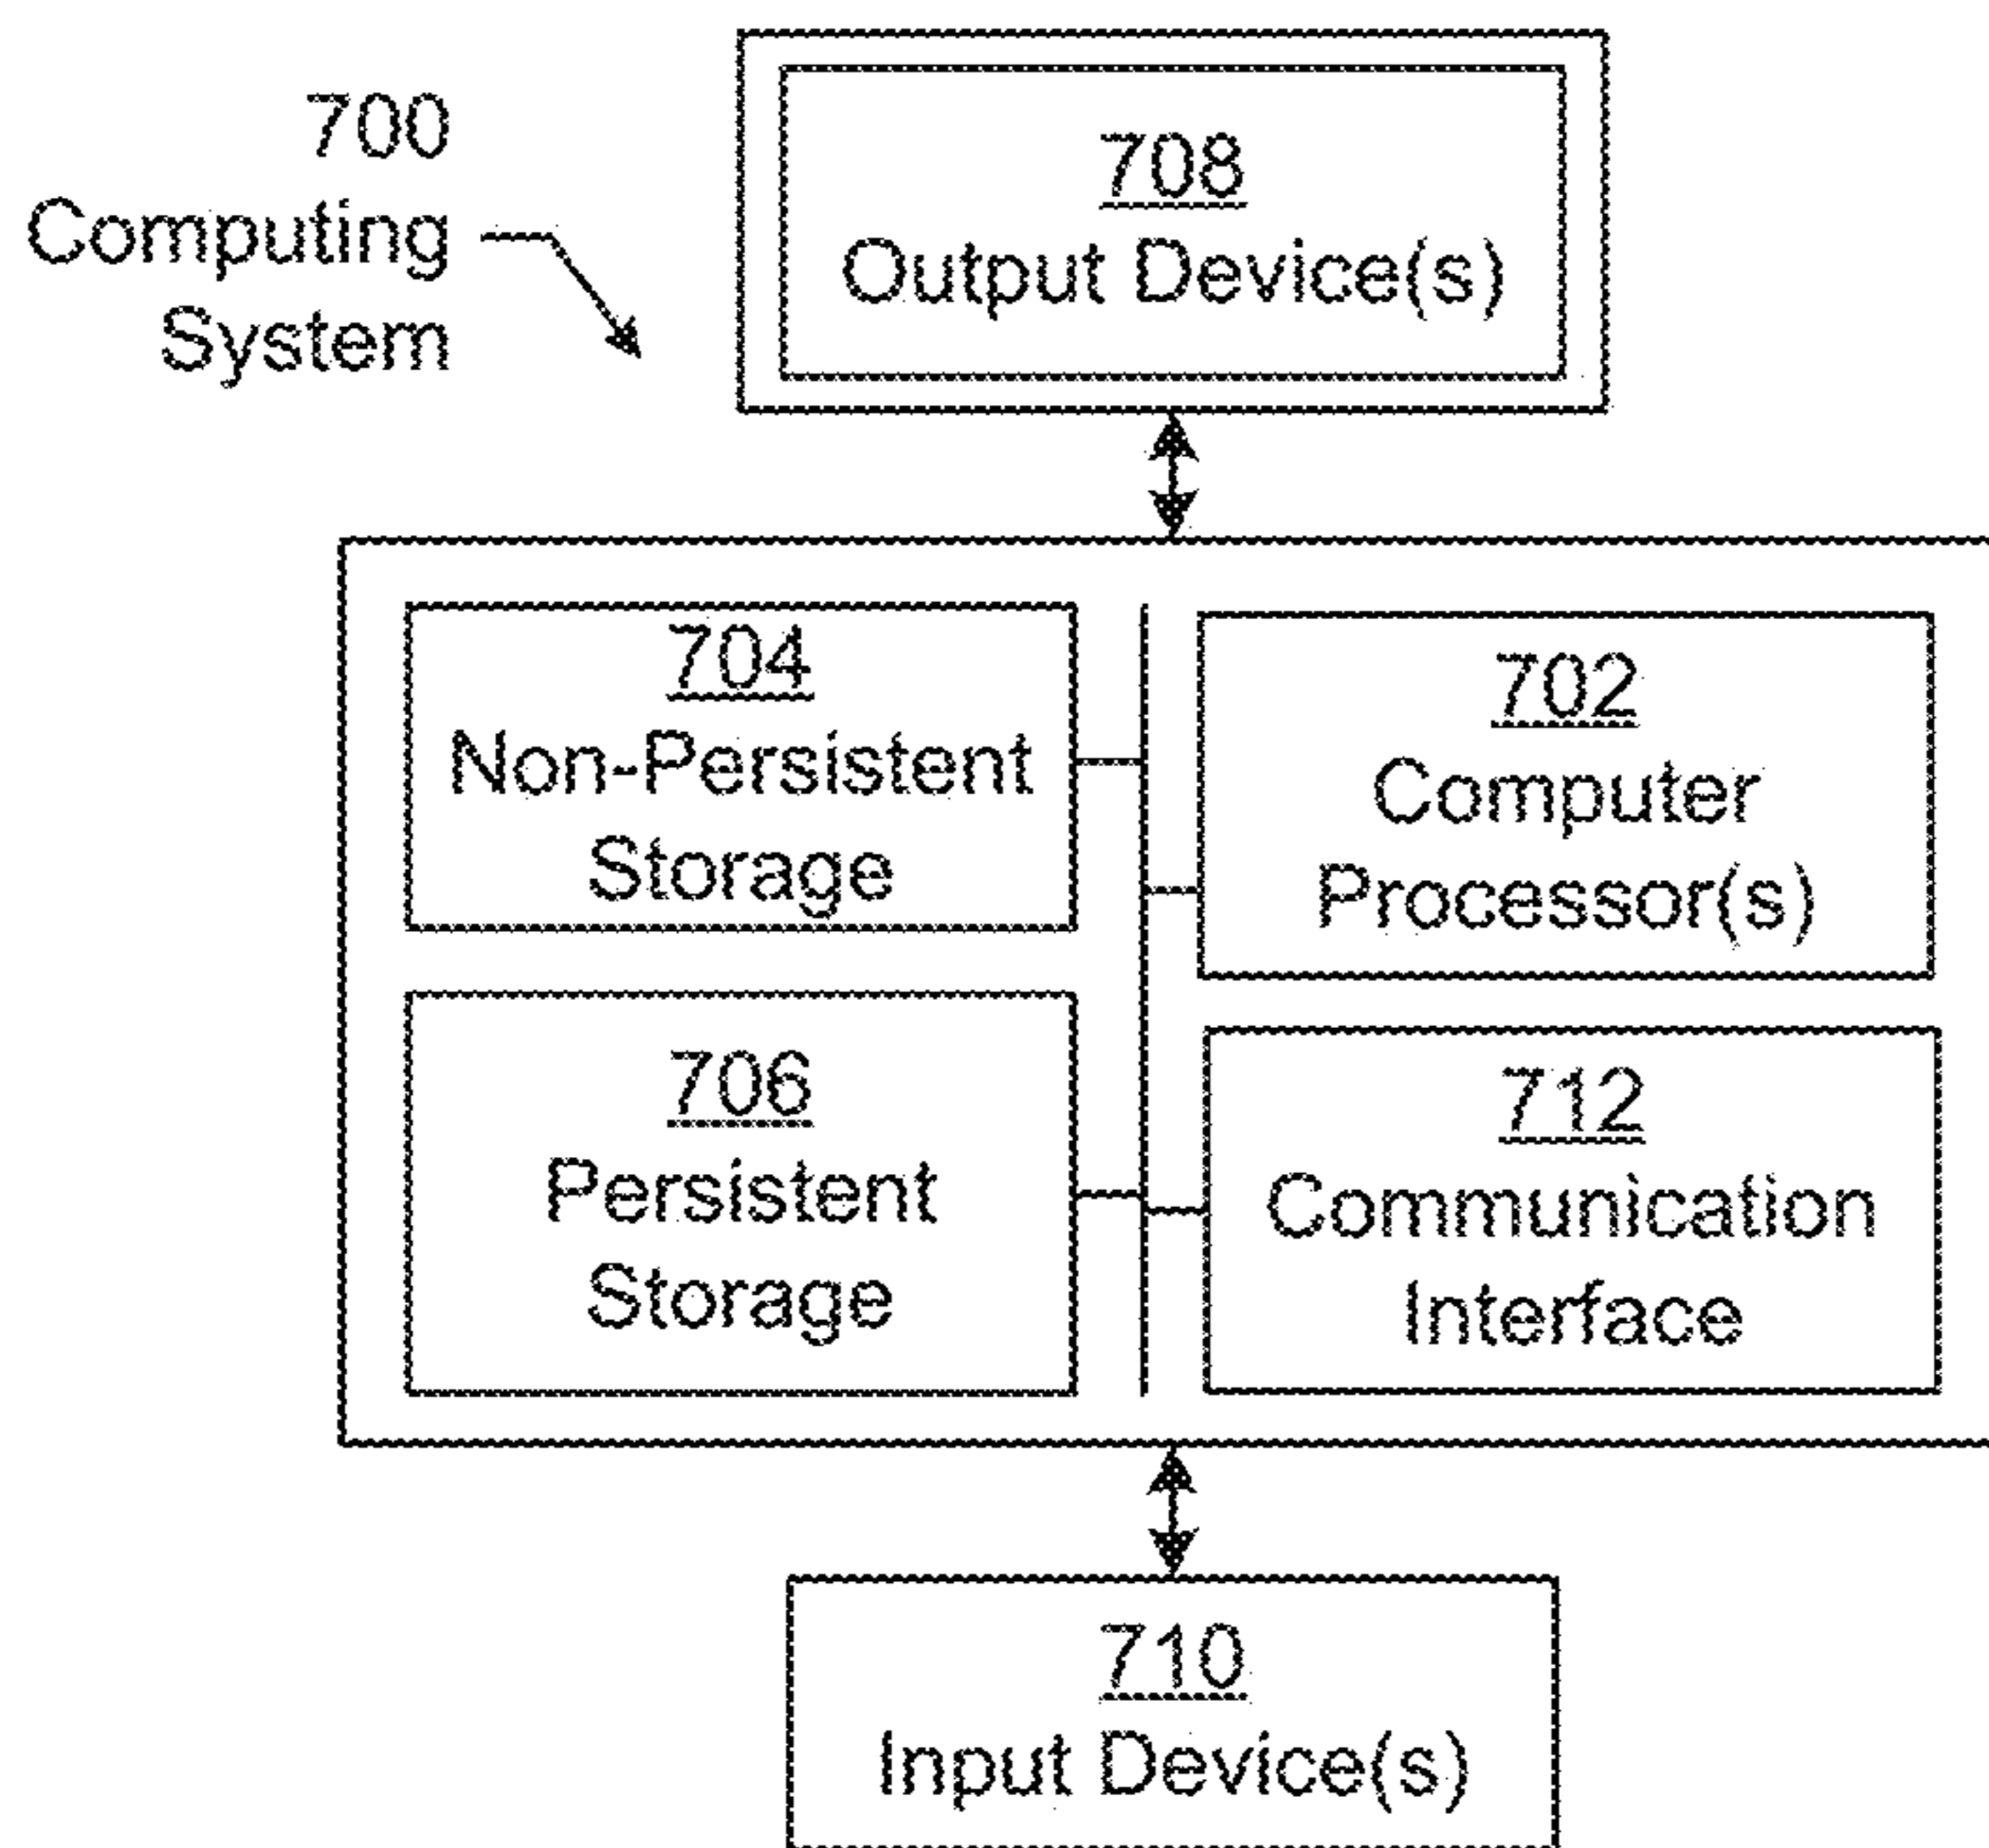 700
Computing
System
708
Output Device(s)
704
Non-Persistent
Storage
702
Computer
Processor(s)
706
Persistent
Storage
712
Communication
Interface
710
Input Device(s)